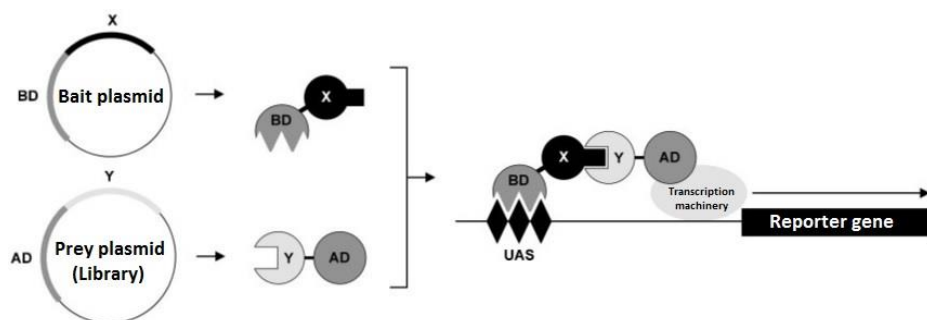 X
BD
Bait plasmid
X
BD
Y
AD
Prey plasmid
(Library)
Y
AD
X
Y
AD
BD
Transcription
machinery
UAS
Reporter gene